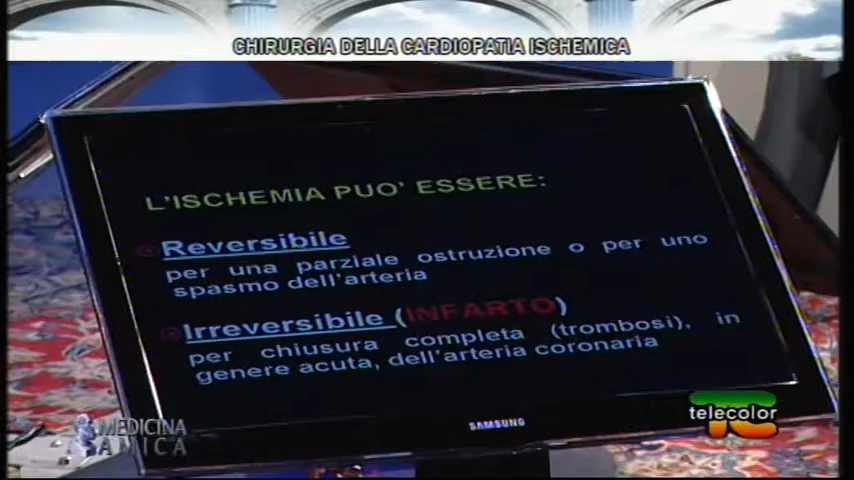 CHIRURGIA DELLA CARDIOPATIA ISCHEMICA
L'ISCHEMIA PUO' ESSERE:
Reversibile
per una parziale ostruzione o per uno
spasmo dell'arteria
Irreversibile (INFARTO)
per chiusura completa (trombosi), in
genere acuta, dell'arteria coronaria
SAMSUNG
telecolor
MEDICINA
AMICA